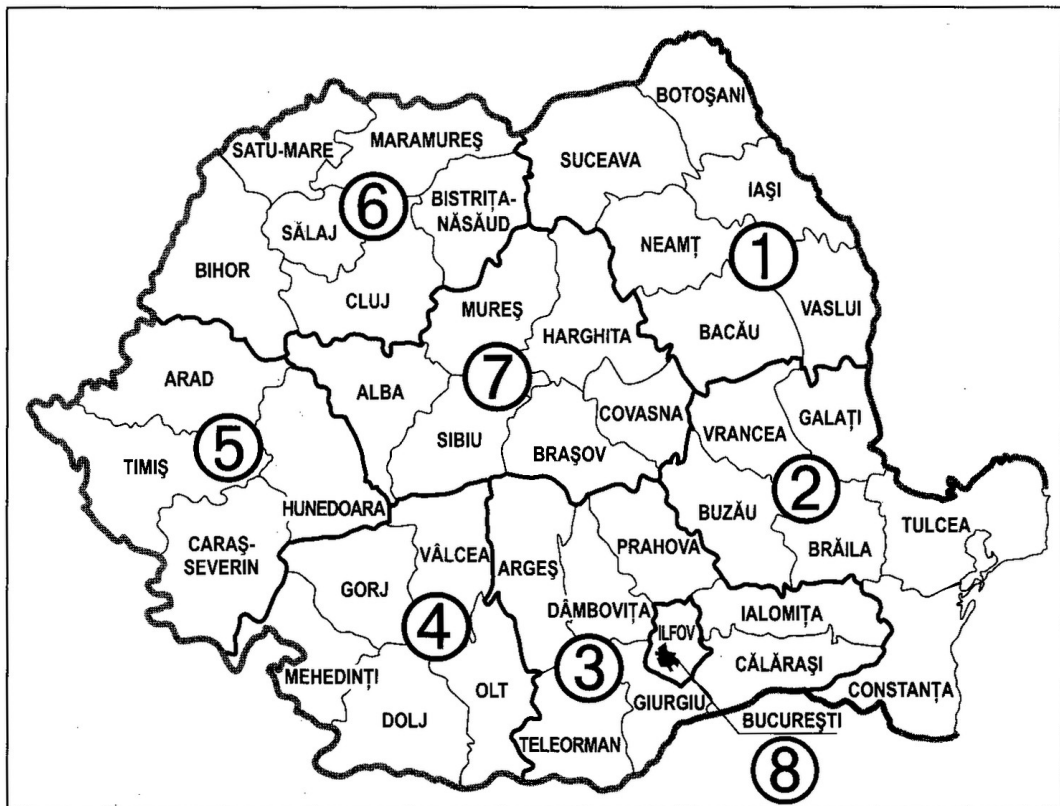 BOTOŞANI
SATU-MARE
MARAMUREŞ
SUCEAVA
IAŞI
6
BISTRIŢA-
NĂSĂUD
SĂLAJ
NEAMŢ
1
BIHOR
CLUJ
MUREŞ
VASLUI
BACĂU
HARGHITA
ARAD
ALBA
7
COVASNA
GALAŢI
5
SIBIU
VRANCEA
BRAŞOV
TIMIŞ
2
HUNEDOARA
BUZĂU
TULCEA
CARAŞ-
SEVERIN
VÂLCEA
PRAHOVA
BRĂILA
ARGEŞ
GORJ
DÂMBOVIŢA
IALOMIŢA
4
ILFOV
3
CĂLĂRAŞI
MEHEDINŢI
OLT
GIURGIU
CONSTANŢA
DOLJ
BUCUREŞTI
TELEORMAN
8